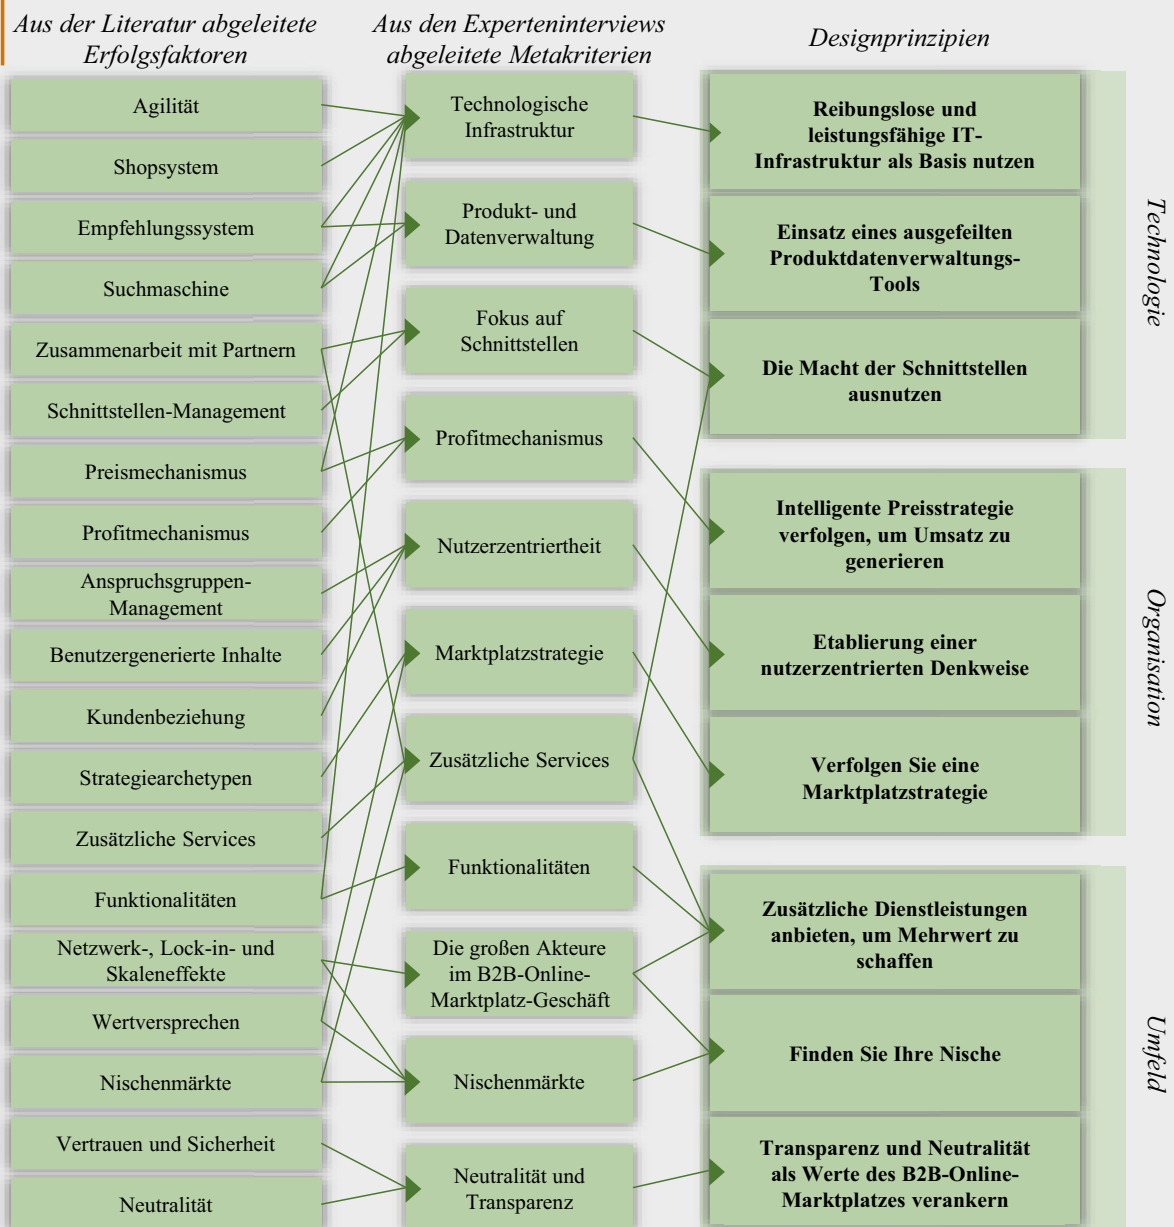 Aus der Literatur abgeleitete
Erfolgsfaktoren
Agilität
Shopsystem
Empfehlungssystem
Suchmaschine
Zusammenarbeit mit Partnern
Schnittstellen-Management
Preismechanismus
Profitmechanismus
Anspruchsgruppen-
Management
Benutzergenerierte Inhalte
Kundenbeziehung
Strategiearchetypen
Zusätzliche Services
Funktionalitäten
Netzwerk-, Lock-in- und
Skaleneffekte
Wertversprechen
Nischenmärkte
Vertrauen und Sicherheit
Neutralität
Aus den Experteninterviews
abgeleitete Metakriterien
Technologische
Infrastruktur
Produkt- und
Datenverwaltung
Fokus auf
Schnittstellen
Profitmechanismus
Nutzerzentriertheit
Marktplatzstrategie
Zusätzliche Services
Funktionalitäten
Die großen Akteure
im B2B-Online-
Marktplatz-Geschäft
Nischenmärkte
Neutralität und
Transparenz
Designprinzipien
Reibungslose und
leistungsfähige IT-
Infrastruktur als Basis nutzen
Einsatz eines ausgefeilten
Produktdatenverwaltungs-
Tools
Die Macht der Schnittstellen
ausnutzen
Intelligente Preisstrategie
verfolgen, um Umsatz zu
generieren
Etablierung einer
nutzerzentrierten Denkweise
Verfolgen Sie eine
Marktplatzstrategie
Zusätzliche Dienstleistungen
anbieten, um Mehrwert zu
schaffen
Finden Sie Ihre Nische
Transparenz und Neutralität
als Werte des B2B-Online-
Marktplatzes verankern
Technologie
Organisation
Umfeld